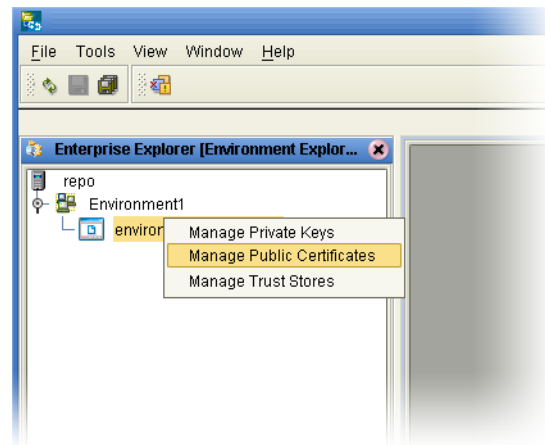 File Tools View Window Help
Enterprise Explorer [Environment Explor...
repo
Environment1
Manage Private Keys
Manage Public Certificates
Manage Trust Stores